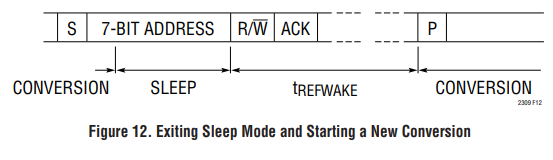 S 7-BIT ADDRESS R/W̅ ACK P
CONVERSION SLEEP tREFWAKE CONVERSION
2309 F12
Figure 12. Exiting Sleep Mode and Starting a New Conversion